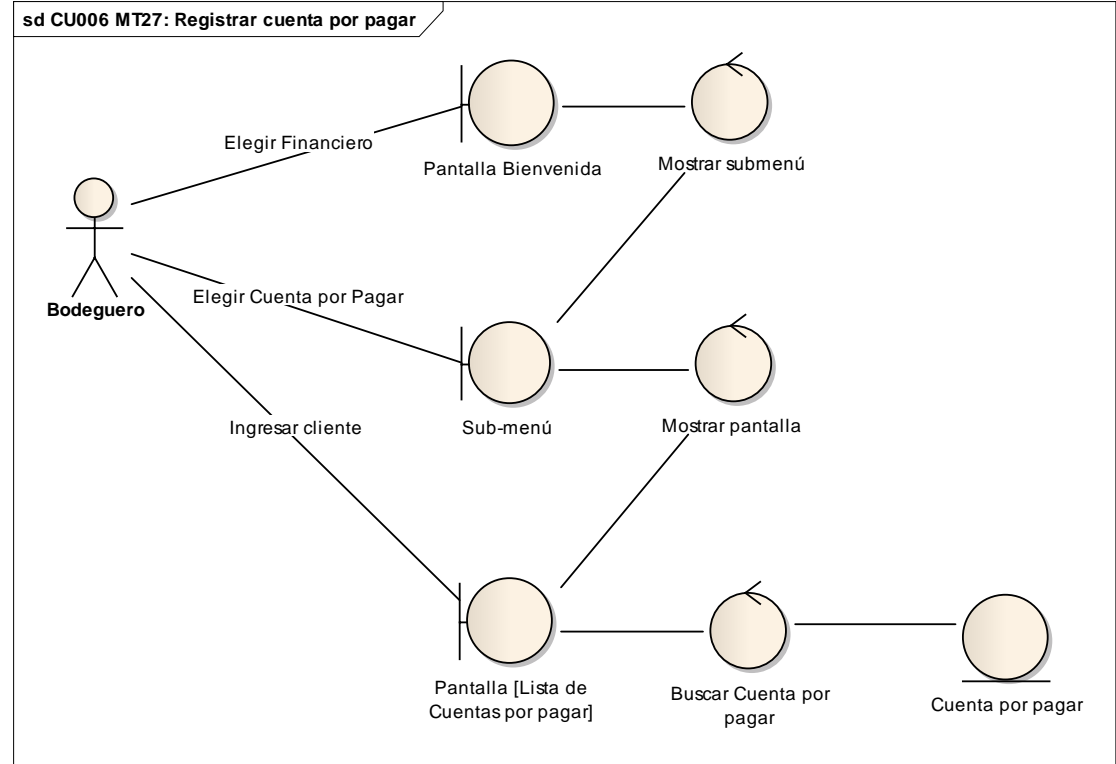 sd CU006 MT27: Registrar cuenta por pagar
Elegir Financiero
Pantalla Bienvenida
Mostrar submenú
Bodeguero
Elegir Cuenta por Pagar
Ingresar cliente
Sub-menú
Mostrar pantalla
Pantalla [Lista de
Cuentas por pagar]
Buscar Cuenta por
pagar
Cuenta por pagar